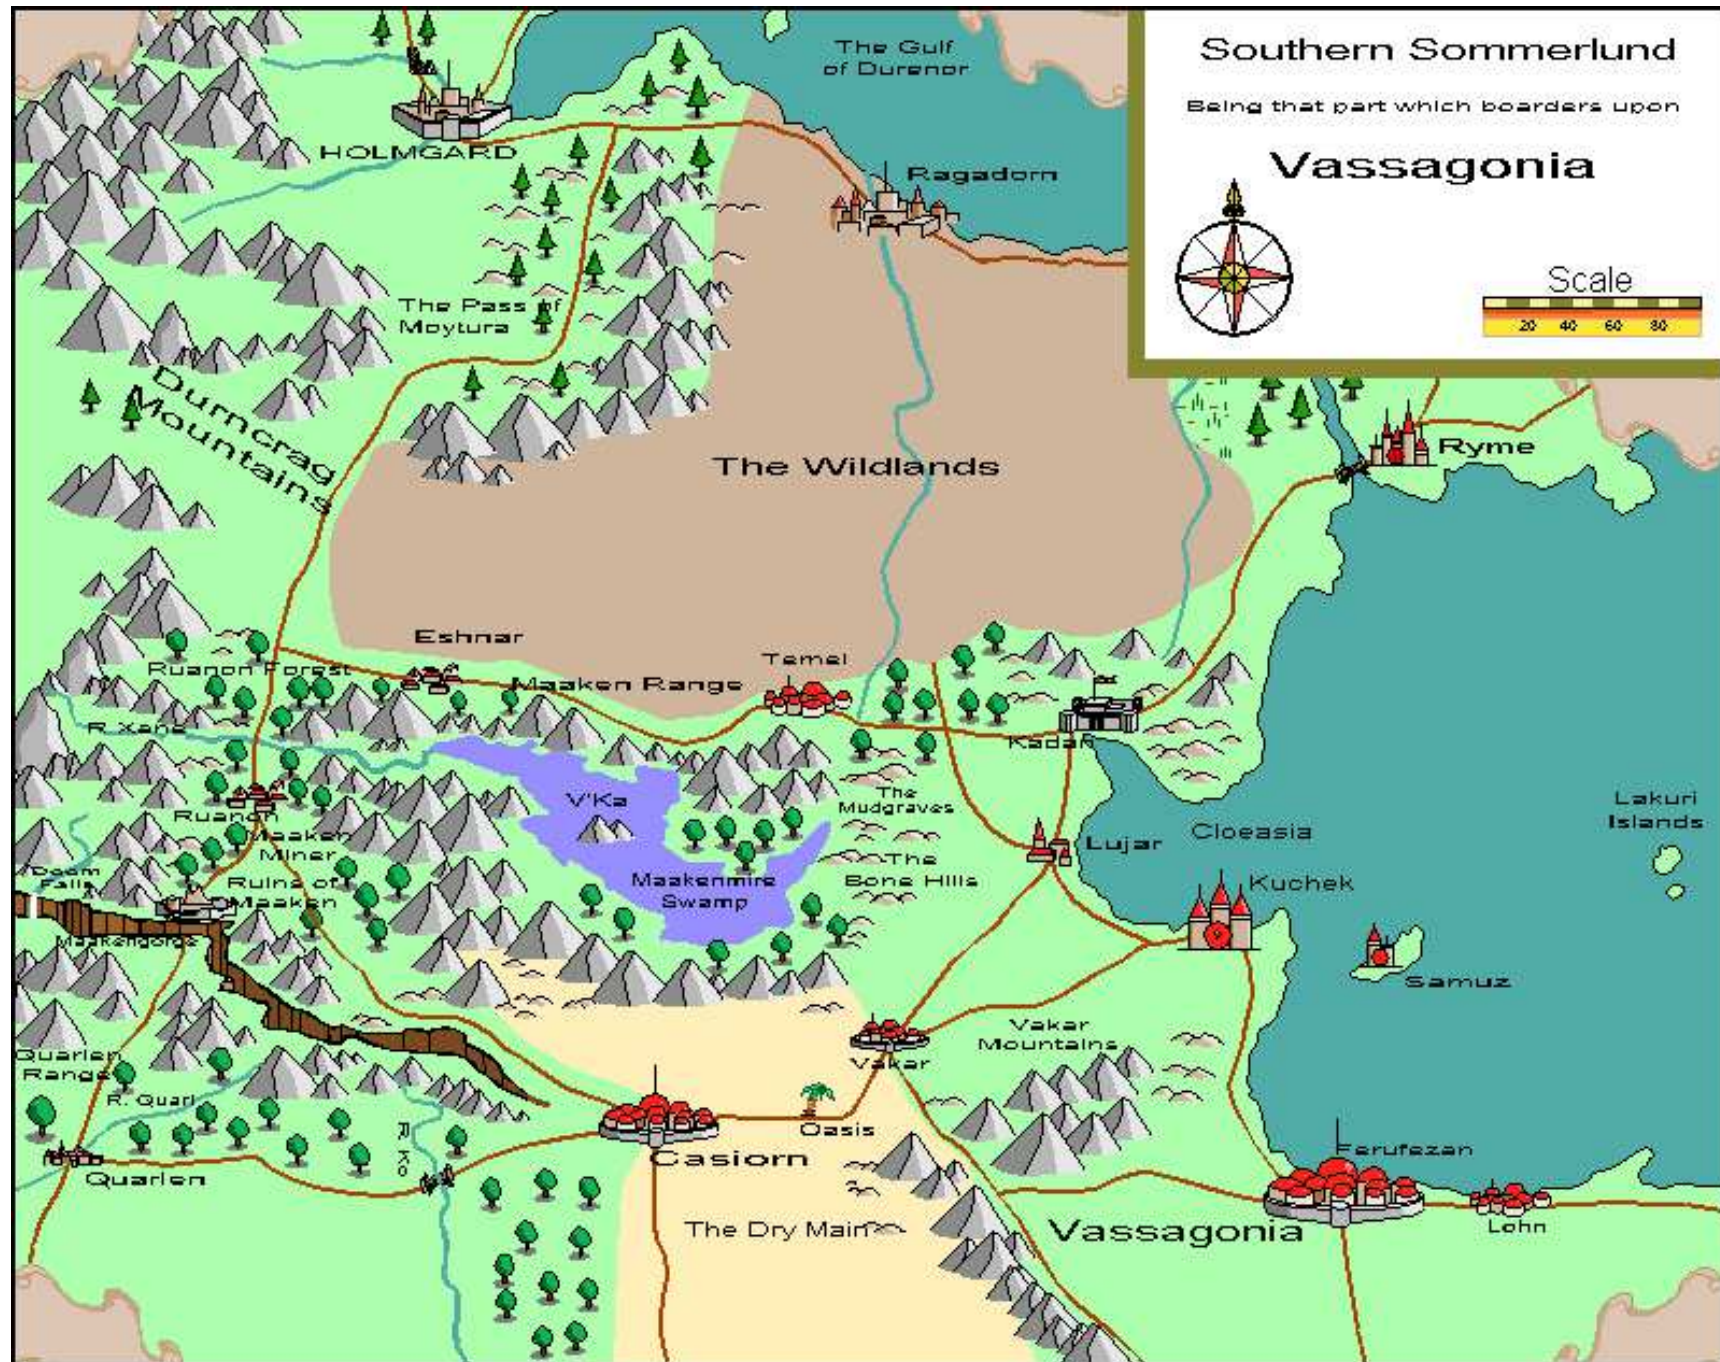 The Gulf
of Durenor
Southern Sommerlund
Being that part which boarders upon
Vassagonia
HOLMGARD
Ragadorn
Scale
20 40 60 80
The Pass of
Moytura
Durncrag
Mountains
The Wildlands
Ryme
Eshnar
Ruanon Forest
Temel
Maaken Range
R. Xane
Kadan
V'Ka
The
Mudgraves
Lakuri
Islands
Ruanon
Maaken
Miner
Cloeasia
Lujar
The
Bone Hills
Doom
Falls
Ruins of
Maaken
Maakenmire
Swamp
Kuchek
Maakengorge
Samuz
Quarlen
Range
Vakar
Mountains
Vakar
R. Quarl
R. Ko
Oasis
Casiorn
Ferufezan
Quarlen
The Dry Main
Vassagonia
Lohn